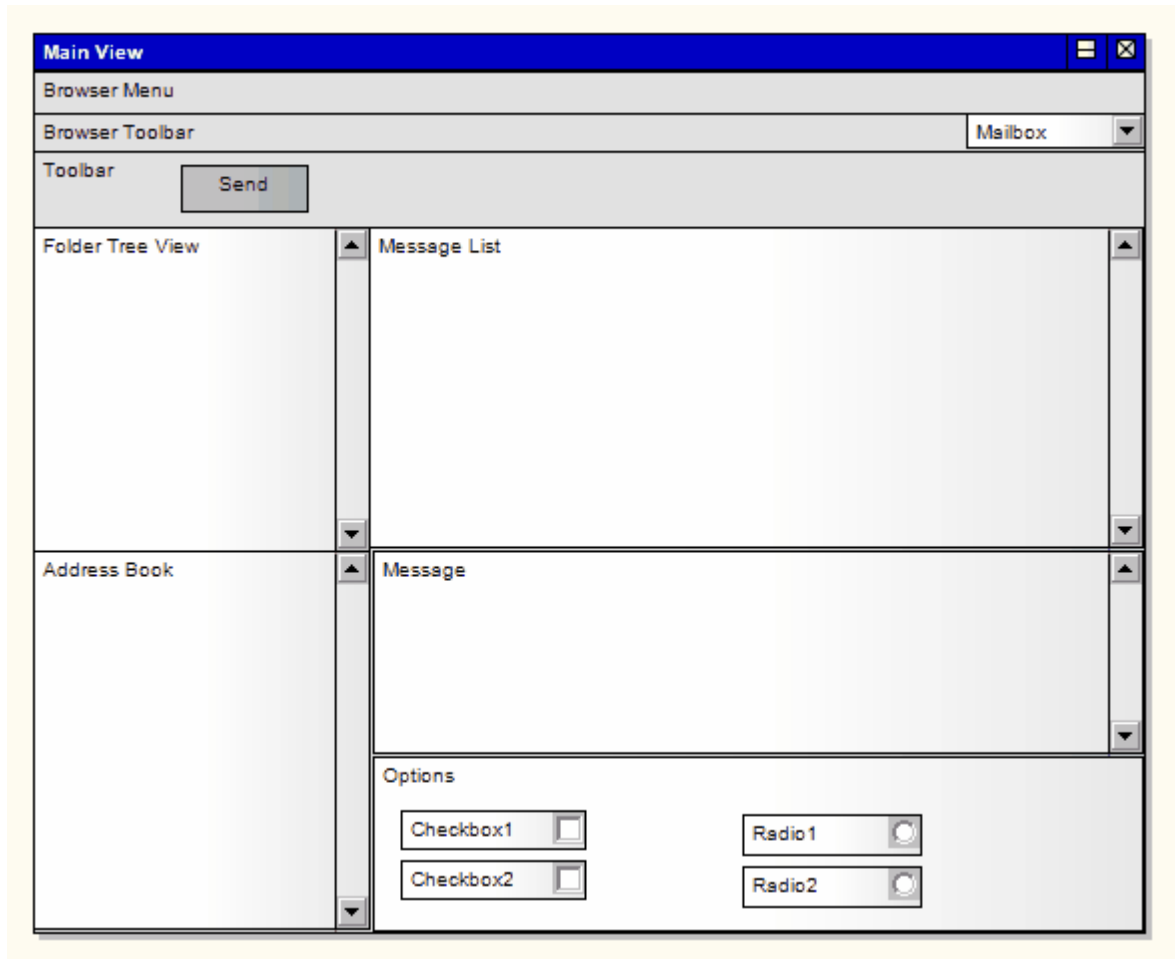 Main View
Browser Menu
Browser Toolbar
Mailbox
Toolbar
Send
Folder Tree View
Message List
Address Book
Message
Options
Checkbox1
Radio1
Checkbox2
Radio2